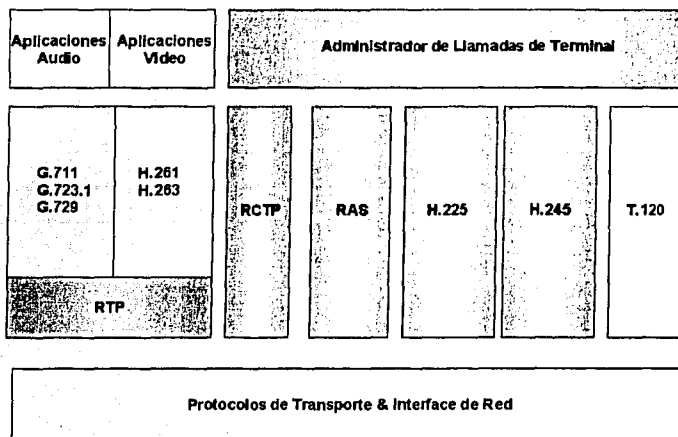 Aplicaciones
Audio
Aplicaciones
Video
Administrador de Llamadas de Terminal
G.711
G.723.1
G.729
H.261
H.263
RTP
RCTP
RAS
H.225
H.245
T.120
Protocolos de Transporte & Interface de Red